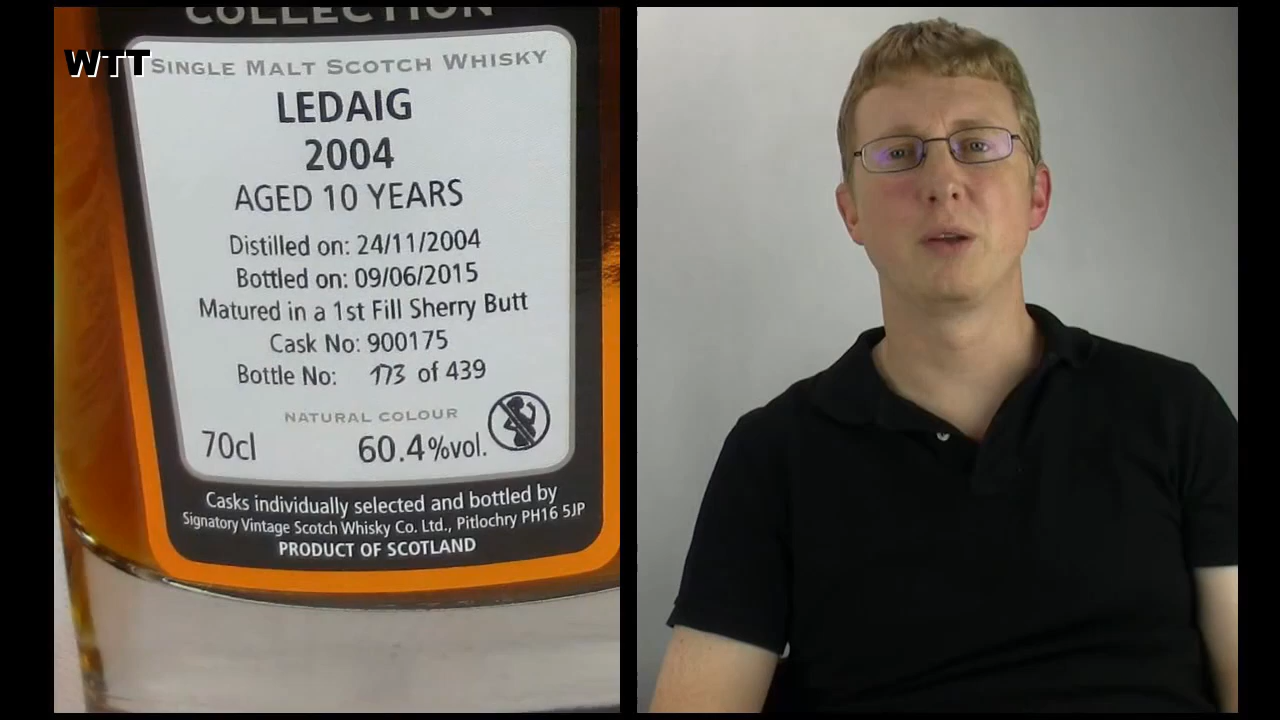 COLLECTION
WTT
SINGLE MALT SCOTCH WHISKY
LEDAIG
2004
AGED 10 YEARS
Distilled on: 24/11/2004
Bottled on: 09/06/2015
Matured in a 1st Fill Sherry Butt
Cask No: 900175
Bottle No: 173 of 439
NATURAL COLOUR
70cl 60.4%vol.
Casks individually selected and bottled by
Signatory Vintage Scotch Whisky Co. Ltd., Pitlochry PH16 5JP
PRODUCT OF SCOTLAND